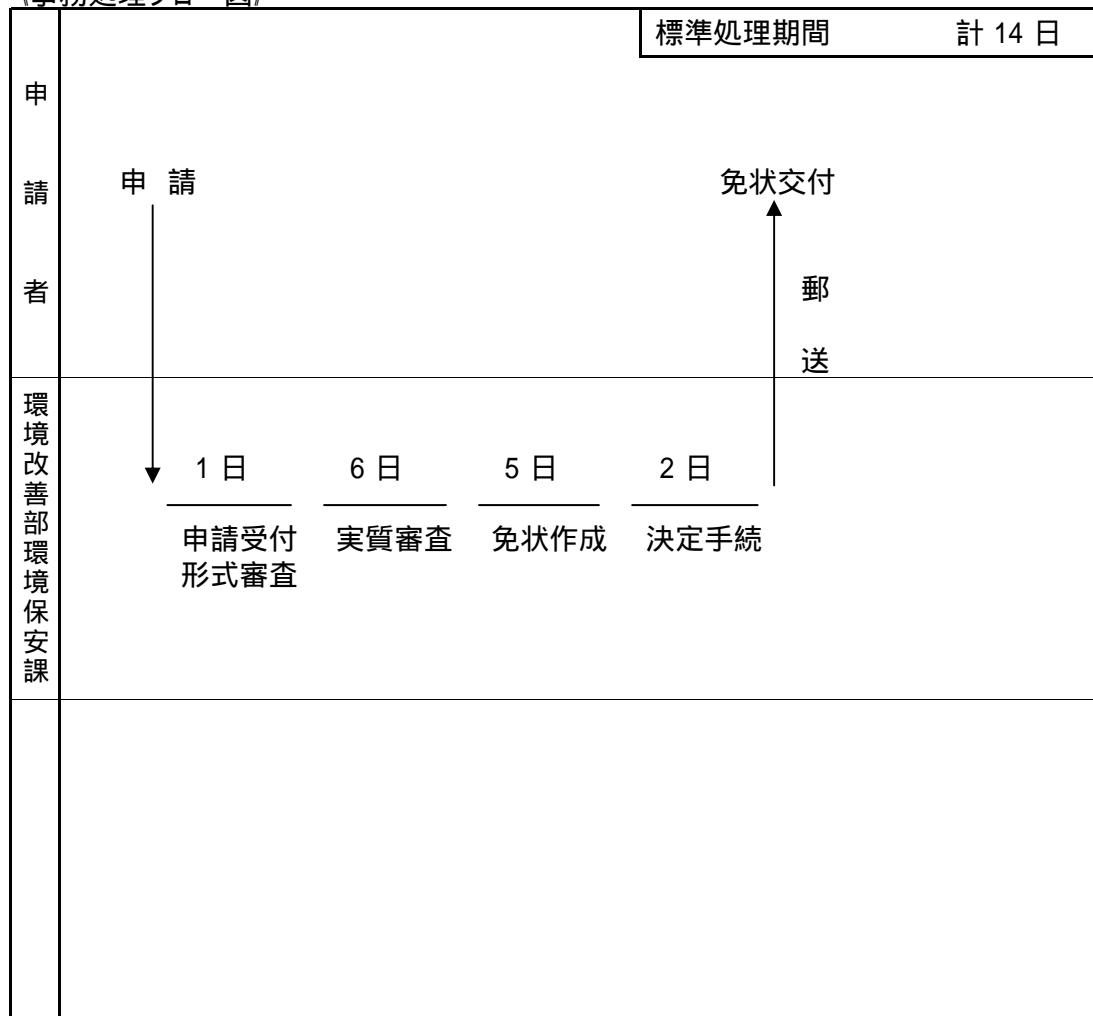 標準処理期間 計 14 日
申請者
申 請
免状交付
郵送
環境改善部環境保安課
1 日 6 日 5 日 2 日
申請受付 実質審査 免状作成 決定手続
形式審査